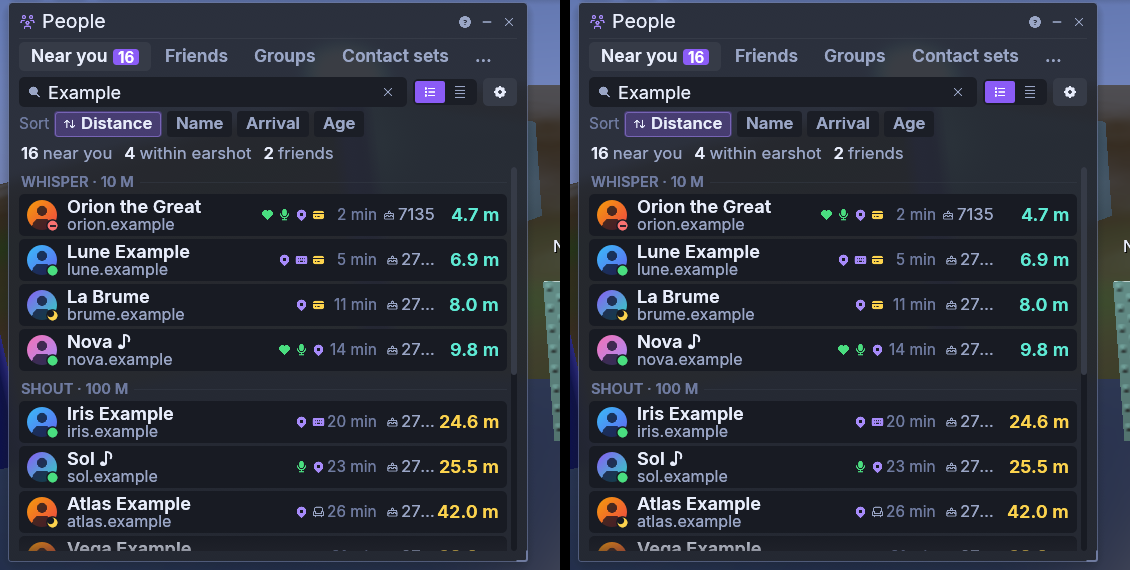 People
Near you 16 Friends Groups Contact sets ...
Example
Sort Distance Name Arrival Age
16 near you 4 within earshot 2 friends
WHISPER · 10 M
Orion the Great
orion.example
2 min 7135 4.7 m
Lune Example
lune.example
5 min 27... 6.9 m
La Brume
brume.example
11 min 27... 8.0 m
Nova ♪
nova.example
14 min 27... 9.8 m
SHOUT · 100 M
Iris Example
iris.example
20 min 27... 24.6 m
Sol ♪
sol.example
23 min 27... 25.5 m
Atlas Example
atlas.example
26 min 27... 42.0 m
Vega Example
People
Near you 16 Friends Groups Contact sets ...
Example
Sort Distance Name Arrival Age
16 near you 4 within earshot 2 friends
WHISPER · 10 M
Orion the Great
orion.example
2 min 7135 4.7 m
Lune Example
lune.example
5 min 27... 6.9 m
La Brume
brume.example
11 min 27... 8.0 m
Nova ♪
nova.example
14 min 27... 9.8 m
SHOUT · 100 M
Iris Example
iris.example
20 min 27... 24.6 m
Sol ♪
sol.example
23 min 27... 25.5 m
Atlas Example
atlas.example
26 min 27... 42.0 m
Vega Example